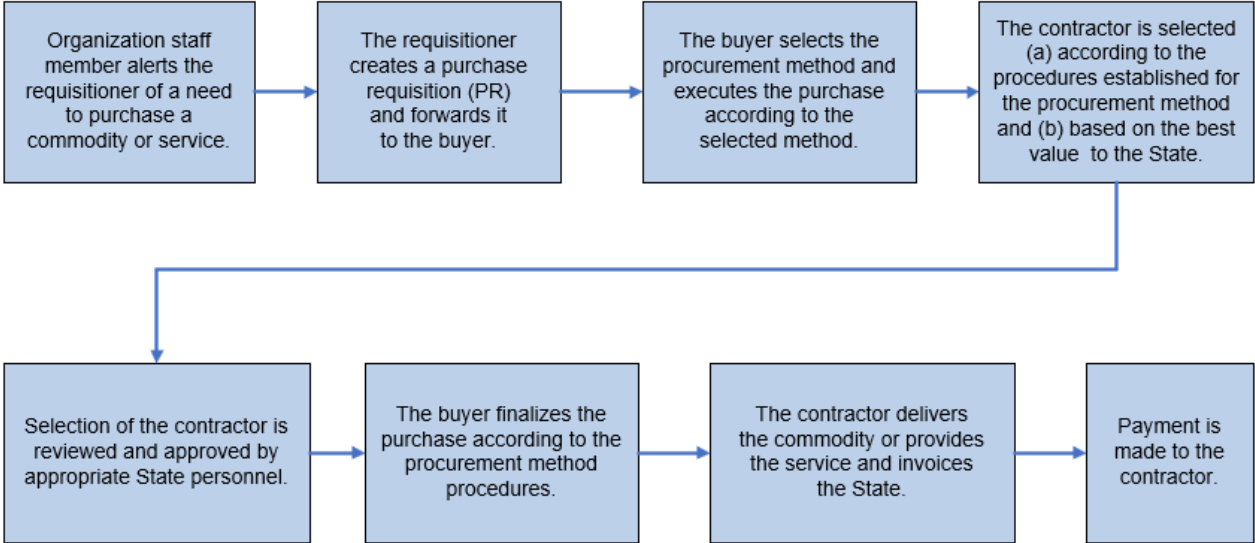 Organization staff
member alerts the
requisitioner of a need
to purchase a
commodity or service.
The requisitioner
creates a purchase
requisition (PR)
and forwards it
to the buyer.
The buyer selects the
procurement method and
executes the purchase
according to the
selected method.
The contractor is selected
(a) according to the
procedures established for
the procurement method
and (b) based on the best
value  to the State.
Selection of the contractor is
reviewed and approved by
appropriate State personnel.
The buyer finalizes the
purchase according to the
procurement method
procedures.
The contractor delivers
the commodity or provides
the service and invoices
the State.
Payment is
made to the
contractor.